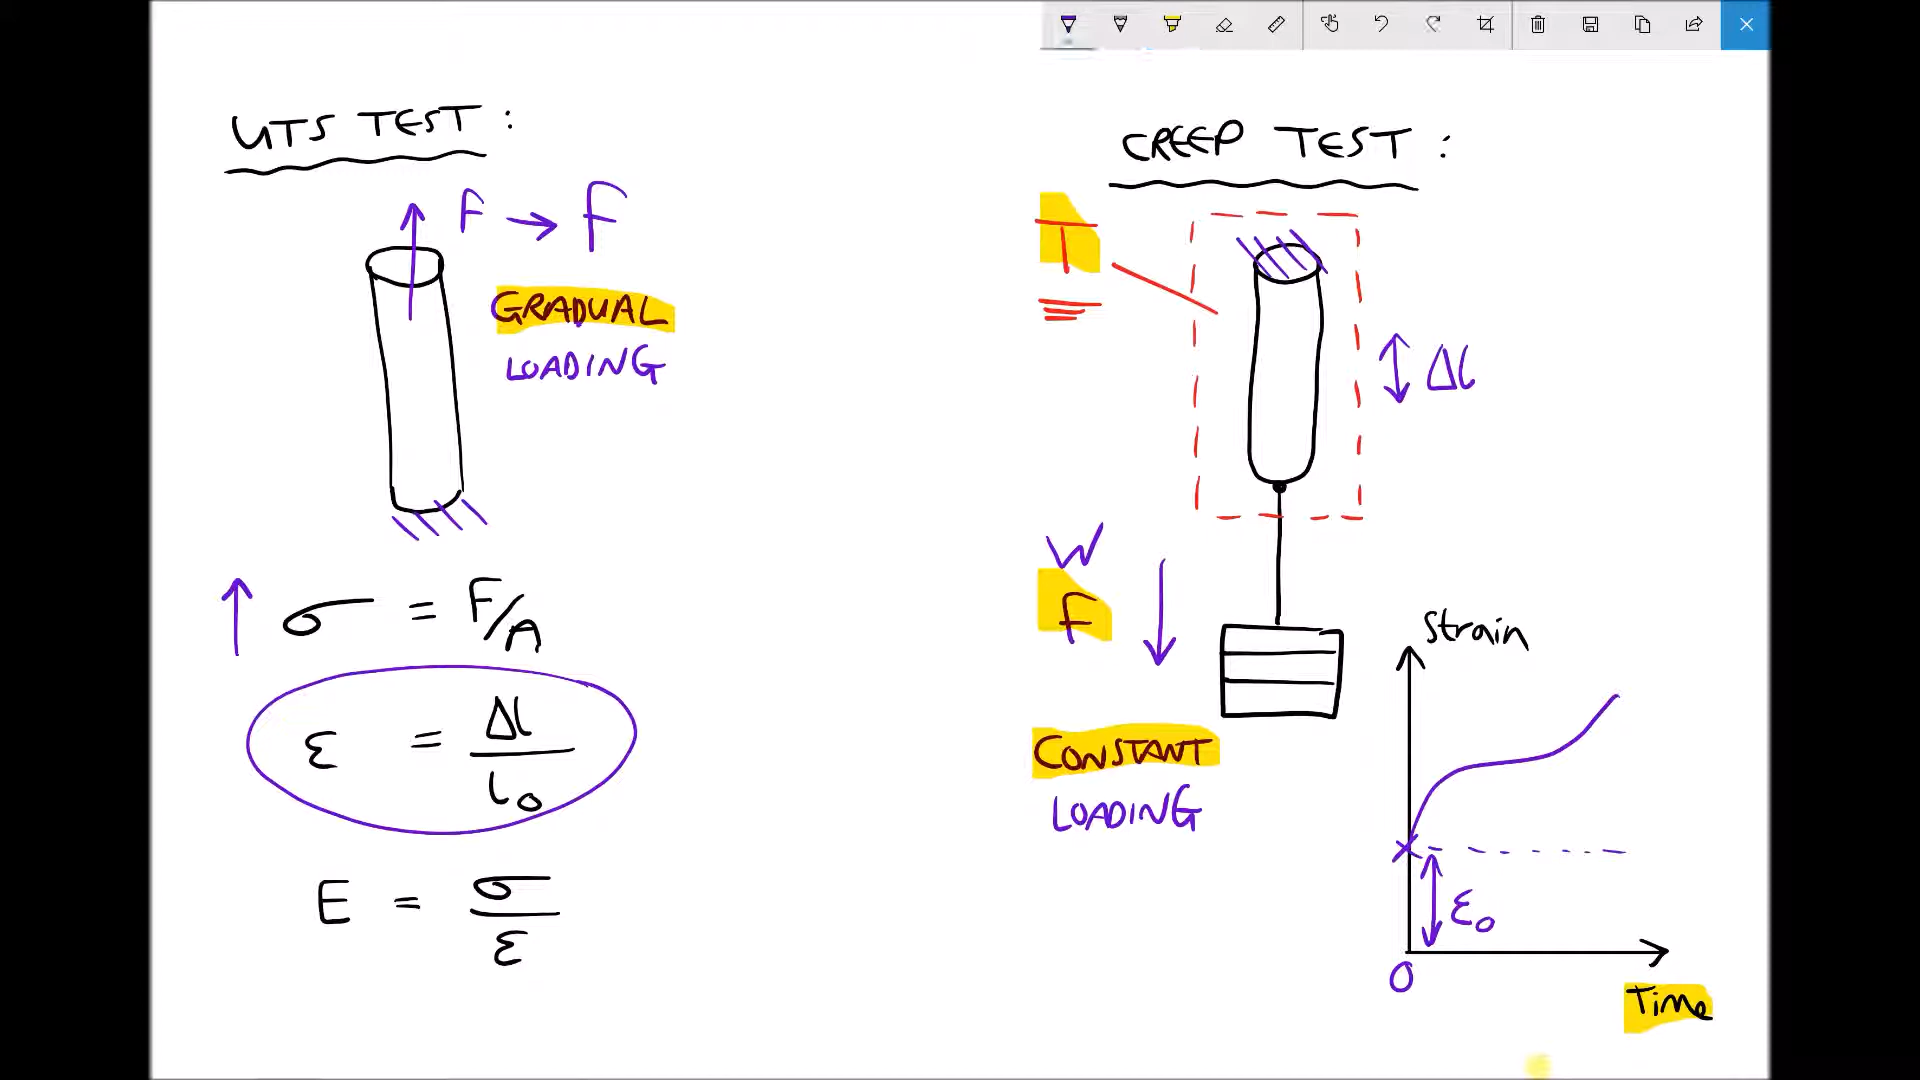 UTS TEST :
F → F
GRADUAL
LOADING
↑ σ = F/A
ε = Δl / l₀
E = σ / ε
CREEP TEST :
T
Δl
W
F
CONSTANT
LOADING
Strain
ε₀
0
Time